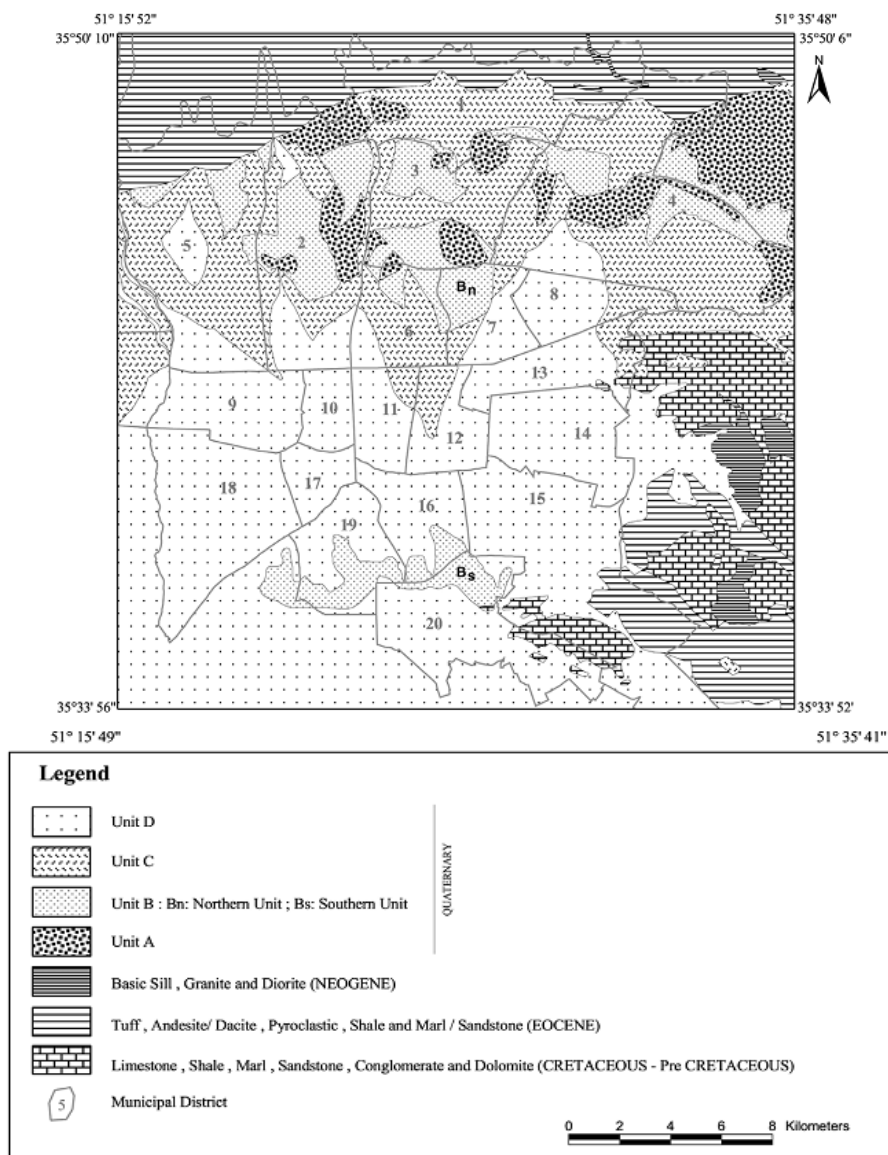 51° 15' 52"
51° 35' 48"
35°50' 10"
35°50' 6"
N
1
3
4
5
2
Bn
8
6
7
13
9
10
11
12
14
18
17
16
15
19
Bs
20
35°33' 56"
35°33' 52'
51° 15' 49"
51° 35' 41"
Legend
Unit D
Unit C
Unit B : Bn: Northern Unit ; Bs: Southern Unit
Unit A
QUATERNARY
Basic Sill , Granite and Diorite (NEOGENE)
Tuff , Andesite/ Dacite , Pyroclastic , Shale and Marl / Sandstone (EOCENE)
Limestone , Shale , Marl , Sandstone , Conglomerate and Dolomite (CRETACEOUS - Pre CRETACEOUS)
5 Municipal District
0 2 4 6 8 Kilometers